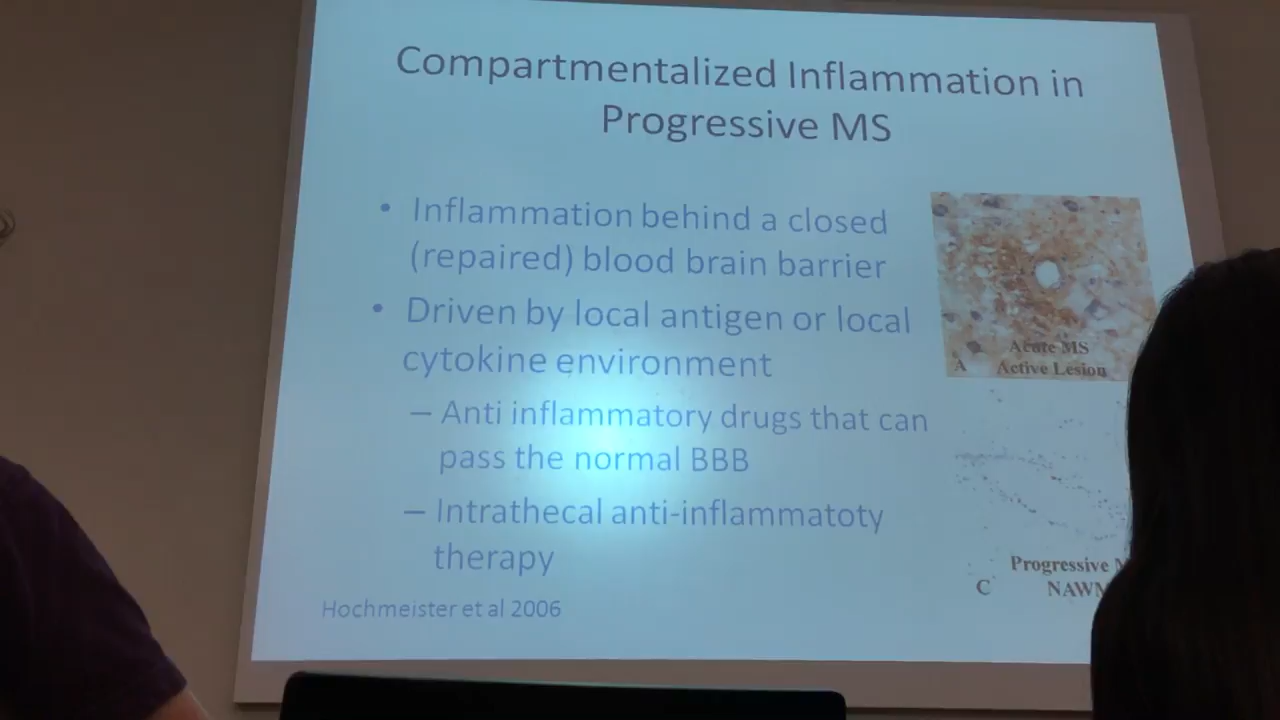 Compartmentalized Inflammation in
Progressive MS
• Inflammation behind a closed
(repaired) blood brain barrier
• Driven by local antigen or local
cytokine environment
– Anti inflammatory drugs that can
pass the normal BBB
– Intrathecal anti-inflammatoty
therapy
Hochmeister et al 2006
Acute MS
A Active Lesion
Progressive
C